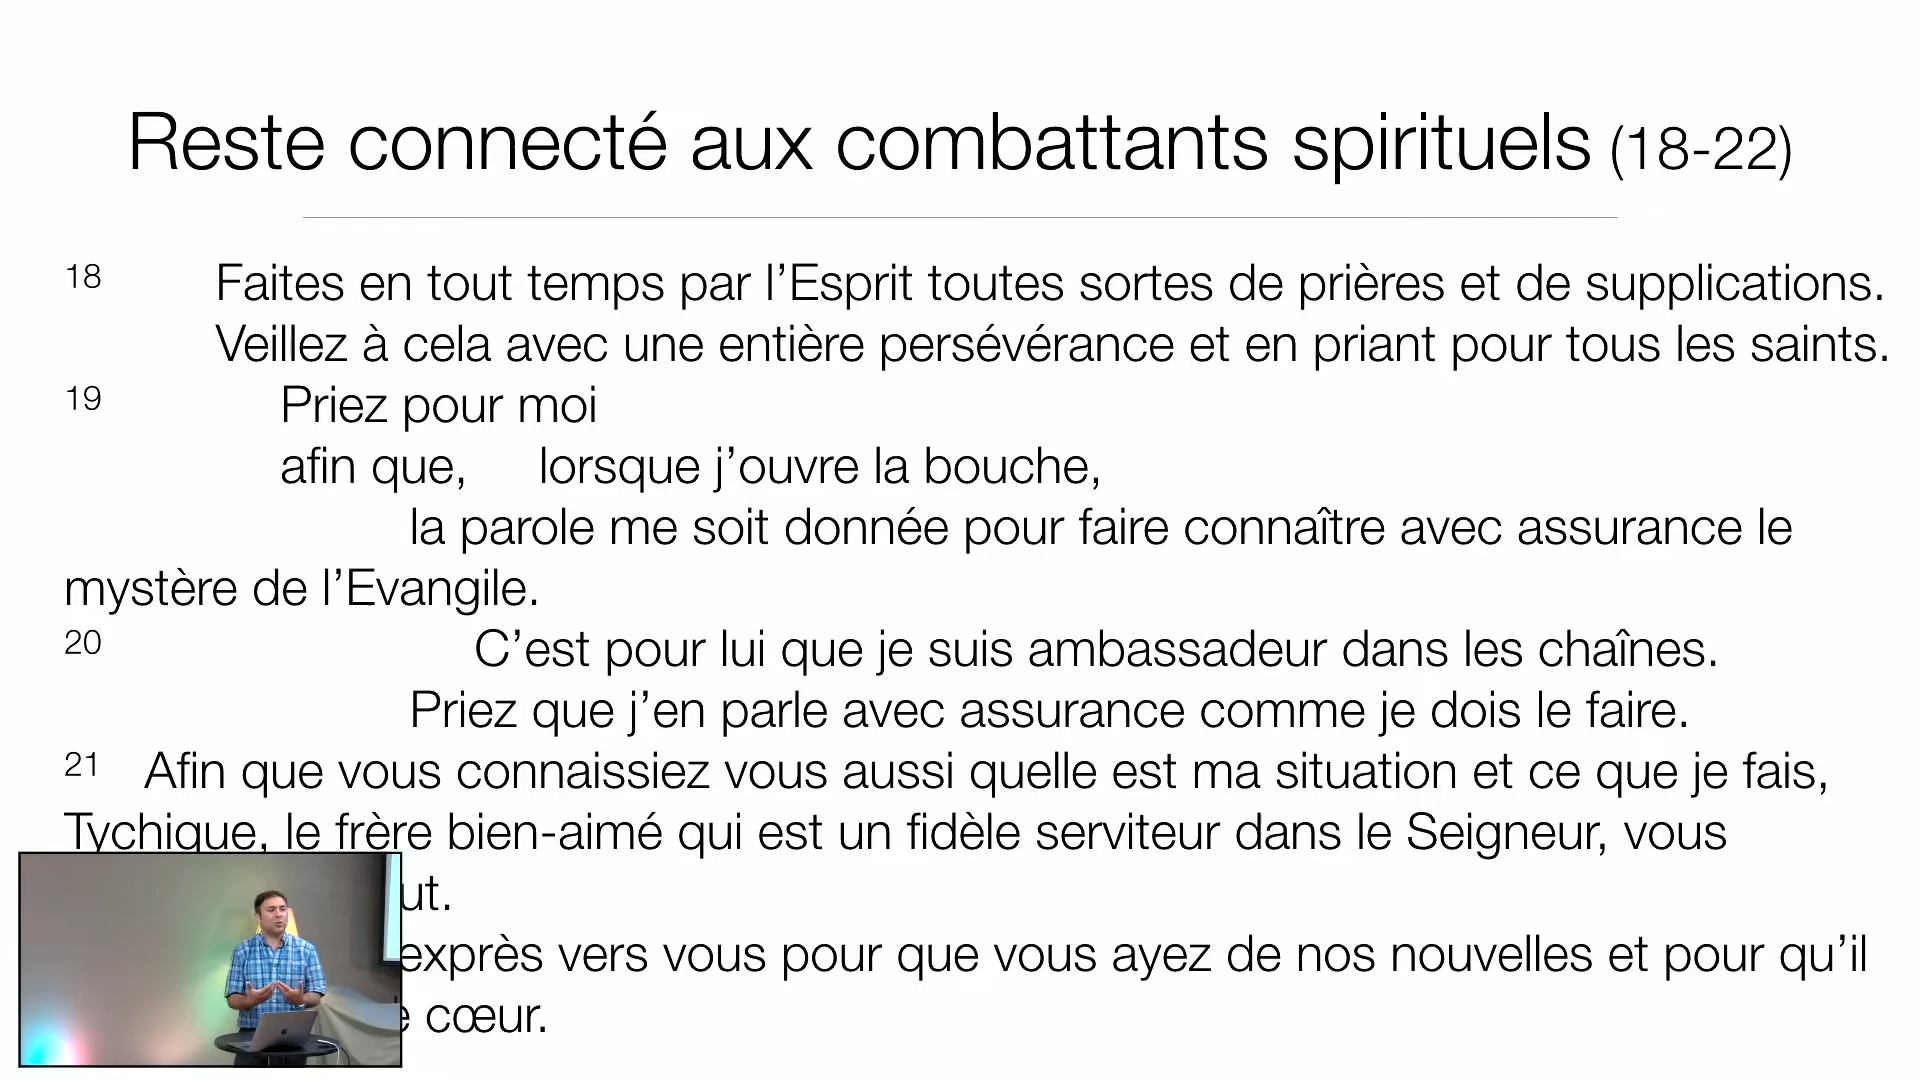 Reste connecté aux combattants spirituels (18-22)
18 Faites en tout temps par l’Esprit toutes sortes de prières et de supplications.
Veillez à cela avec une entière persévérance et en priant pour tous les saints.
19 Priez pour moi
afin que, lorsque j’ouvre la bouche,
la parole me soit donnée pour faire connaître avec assurance le
mystère de l’Evangile.
20 C’est pour lui que je suis ambassadeur dans les chaînes.
Priez que j’en parle avec assurance comme je dois le faire.
21 Afin que vous connaissiez vous aussi quelle est ma situation et ce que je fais,
Tychique, le frère bien-aimé qui est un fidèle serviteur dans le Seigneur, vous
ut.
exprès vers vous pour que vous ayez de nos nouvelles et pour qu’il
cœur.